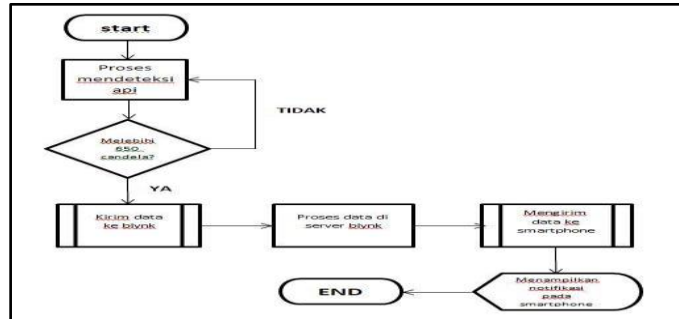 start
Proses
mendeteksi
api
TIDAK
Melebihi
650
candela?
YA
Kirim data
ke blynk
Proses data di
server blynk
Mengirim
data ke
smartphone
Menampilkan
notifikasi
pada
smartphone
END